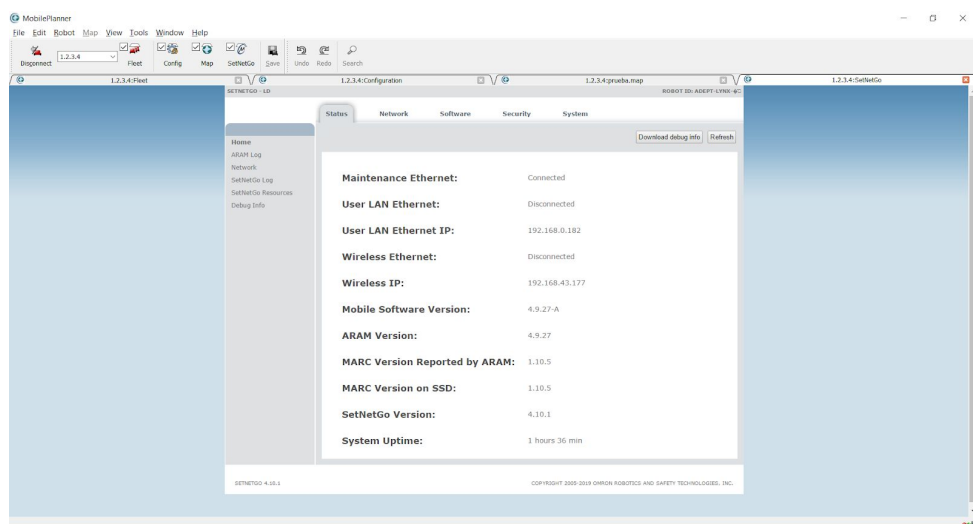 MobilePlanner
File Edit Robot Map View Tools Window Help
Disconnect 1.2.3.4 Fleet Config Map SetNetGo Save Undo Redo Search
1.2.3.4:Fleet 1.2.3.4:Configuration 1.2.3.4:prueba.map 1.2.3.4:SetNetGo
SETNETGO - LD ROBOT ID: ADEPT-LYNX-
Status Network Software Security System
Download debug info Refresh
Home
ARAM Log
Network
SetNetGo Log
SetNetGo Resources
Debug Info
Maintenance Ethernet: Connected
User LAN Ethernet: Disconnected
User LAN Ethernet IP: 192.168.0.182
Wireless Ethernet: Disconnected
Wireless IP: 192.168.43.177
Mobile Software Version: 4.9.27-A
ARAM Version: 4.9.27
MARC Version Reported by ARAM: 1.10.5
MARC Version on SSD: 1.10.5
SetNetGo Version: 4.10.1
System Uptime: 1 hours 36 min
SETNETGO 4.10.1 COPYRIGHT 2005-2019 OMRON ROBOTICS AND SAFETY TECHNOLOGIES, INC.